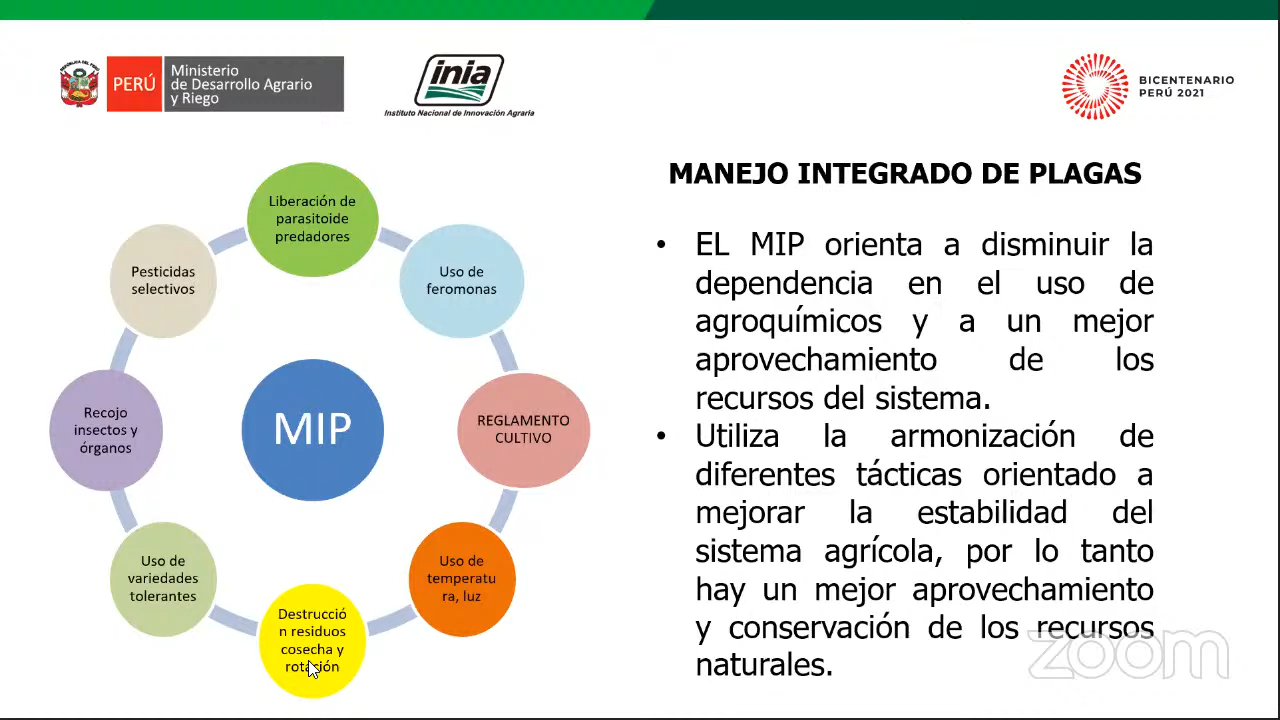 PERÚ
Ministerio
de Desarrollo Agrario
y Riego
inia
Instituto Nacional de Innovación Agraria
BICENTENARIO
PERÚ 2021
Liberación de
parasitoide
predadores
Uso de
feromonas
REGLAMENTO
CULTIVO
Uso de
temperatu
ra, luz
Destrucció
n residuos
cosecha y
rotación
Uso de
variedades
tolerantes
Recojo
insectos y
órganos
Pesticidas
selectivos
MIP
MANEJO INTEGRADO DE PLAGAS
• EL MIP orienta a disminuir la
dependencia en el uso de
agroquímicos y a un mejor
aprovechamiento de los
recursos del sistema.
• Utiliza la armonización de
diferentes tácticas orientado a
mejorar la estabilidad del
sistema agrícola, por lo tanto
hay un mejor aprovechamiento
y conservación de los recursos
naturales.
zoom